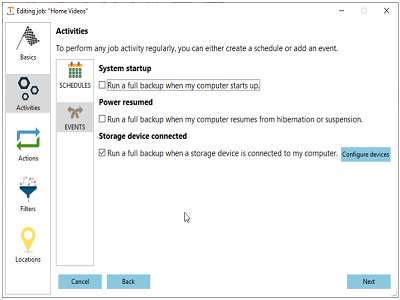 Editing job: "Home Videos"
Basics
Activities
Actions
Filters
Locations
Activities
To perform any job activity regularly, you can either create a schedule or add an event.
SCHEDULES
EVENTS
System startup
Run a full backup when my computer starts up.
Power resumed
Run a full backup when my computer resumes from hibernation or suspension.
Storage device connected
Run a full backup when a storage device is connected to my computer.
Configure devices
Cancel
Back
Next